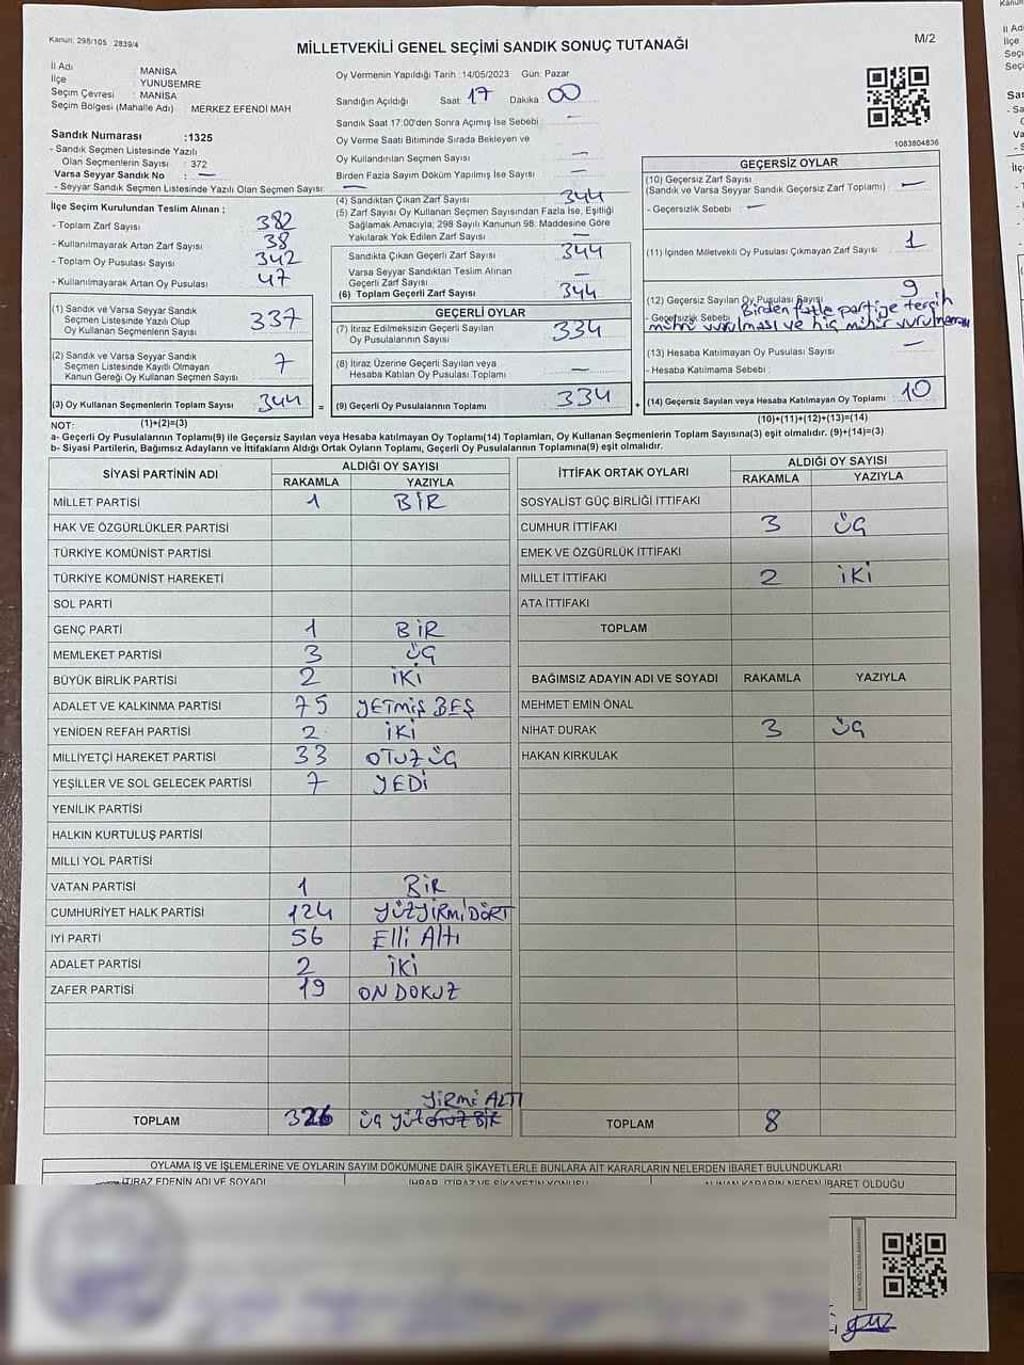 Kanun: 298/105 2839/4
MİLLETVEKİLİ GENEL SEÇİMİ SANDIK SONUÇ TUTANAĞI
M/2
İl Adı MANİSA
İlçe YUNUSEMRE
Seçim Çevresi MANİSA
Seçim Bölgesi (Mahalle Adı) MERKEZ EFENDİ MAH
Oy Vermenin Yapıldığı Tarih :14/05/2023 Gün: Pazar
Sandığın Açıldığı Saat: 17 Dakika: 00
Sandık Saat 17:00'den Sonra Açılmış İse Sebebi : —
Oy Verme Saati Bitiminde Sırada Bekleyen ve
Oy Kullandırılan Seçmen Sayısı —
Birden Fazla Sayım Döküm Yapılmış İse Sayısı —
1083804836
Sandık Numarası :1325
- Sandık Seçmen Listesinde Yazılı
Olan Seçmenlerin Sayısı : 372
Varsa Seyyar Sandık No : —
- Seyyar Sandık Seçmen Listesinde Yazılı Olan Seçmen Sayısı: —
İlçe Seçim Kurulundan Teslim Alınan :
- Toplam Zarf Sayısı 382
- Kullanılmayarak Artan Zarf Sayısı 38
- Toplam Oy Pusulası Sayısı 342
- Kullanılmayarak Artan Oy Pusulası 47
(1) Sandık ve Varsa Seyyar Sandık
Seçmen Listesinde Yazılı Olup
Oy Kullanan Seçmenlerin Sayısı 337
(2) Sandık ve Varsa Seyyar Sandık
Seçmen Listesinde Kayıtlı Olmayan
Kanun Gereği Oy Kullanan Seçmen Sayısı 7
(3) Oy Kullanan Seçmenlerin Toplam Sayısı 344 =
(4) Sandıktan Çıkan Zarf Sayısı 344
(5) Zarf Sayısı Oy Kullanan Seçmen Sayısından Fazla İse, Eşitliği
Sağlamak Amacıyla; 298 Sayılı Kanunun 98. Maddesine Göre
Yakılarak Yok Edilen Zarf Sayısı —
Sandıkta Çıkan Geçerli Zarf Sayısı 344
Varsa Seyyar Sandıktan Teslim Alınan
Geçerli Zarf Sayısı —
(6) Toplam Geçerli Zarf Sayısı 344
GEÇERLİ OYLAR
(7) İtiraz Edilmeksizin Geçerli Sayılan
Oy Pusulasının Sayısı 334
(8) İtiraz Üzerine Geçerli Sayılan veya
Hesaba Katılan Oy Pusulası Toplamı —
(9) Geçerli Oy Pusulalarının Toplamı 334 +
GEÇERSİZ OYLAR
(10) Geçersiz Zarf Sayısı
(Sandık ve Varsa Seyyar Sandık Geçersiz Zarf Toplamı) —
- Geçersizlik Sebebi : —
(11) İçinden Milletvekili Oy Pusulası Çıkmayan Zarf Sayısı 1
(12) Geçersiz Sayılan Oy Pusulası Sayısı 9
- Geçersizlik Sebebi Birden fazla partiye tercih
mührü vurulması ve hiç mühür vurulmaması
(13) Hesaba Katılmayan Oy Pusulası Sayısı —
- Hesaba Katılmama Sebebi :
(14) Geçersiz Sayılan veya Hesaba Katılmayan Oy Toplamı 10
NOT: (1)+(2)=(3) (10)+(11)+(12)+(13)=(14)
a- Geçerli Oy Pusulalarının Toplamı(9) ile Geçersiz Sayılan veya Hesaba katılmayan Oy Toplamı(14) Toplamları, Oy Kullanan Seçmenlerin Toplam Sayısına(3) eşit olmalıdır. (9)+(14)=(3)
b- Siyasi Partilerin, Bağımsız Adayların ve İttifakların Aldığı Ortak Oyların Toplamı, Geçerli Oy Pusulalarının Toplamına(9) eşit olmalıdır.
SİYASİ PARTİNİN ADI ALDIĞI OY SAYISI
RAKAMLA YAZIYLA
MİLLET PARTİSİ 1 BİR
HAK VE ÖZGÜRLÜKLER PARTİSİ
TÜRKİYE KOMÜNİST PARTİSİ
TÜRKİYE KOMÜNİST HAREKETİ
SOL PARTİ
GENÇ PARTİ 1 BİR
MEMLEKET PARTİSİ 3 ÜÇ
BÜYÜK BİRLİK PARTİSİ 2 İKİ
ADALET VE KALKINMA PARTİSİ 75 YETMİŞ BEŞ
YENİDEN REFAH PARTİSİ 2 İKİ
MİLLİYETÇİ HAREKET PARTİSİ 33 OTUZ ÜÇ
YEŞİLLER VE SOL GELECEK PARTİSİ 7 YEDİ
YENİLİK PARTİSİ
HALKIN KURTULUŞ PARTİSİ
MİLLİ YOL PARTİSİ
VATAN PARTİSİ 1 BİR
CUMHURİYET HALK PARTİSİ 124 YÜZYİRMİDÖRT
İYİ PARTİ 56 Elli Altı
ADALET PARTİSİ 2 İKİ
ZAFER PARTİSİ 19 ON DOKUZ
YİRMİ ALTI
TOPLAM 326 ÜÇ YÜZ OTUZ BİR
İTTİFAK ORTAK OYLARI ALDIĞI OY SAYISI
RAKAMLA YAZIYLA
SOSYALİST GÜÇ BİRLİĞİ İTTİFAKI
CUMHUR İTTİFAKI 3 ÜÇ
EMEK VE ÖZGÜRLÜK İTTİFAKI
MİLLET İTTİFAKI 2 İKİ
ATA İTTİFAKI
TOPLAM
BAĞIMSIZ ADAYIN ADI VE SOYADI RAKAMLA YAZIYLA
MEHMET EMİN ÖNAL
NİHAT DURAK 3 ÜÇ
HAKAN KIRKULAK
TOPLAM 8
OYLAMA İŞ VE İŞLEMLERİNE VE OYLARIN SAYIM DÖKÜMÜNE DAİR ŞİKAYETLERLE BUNLARA AİT KARARLARIN NELERDEN İBARET BULUNDUKLARI
İTİRAZ EDENİN ADI VE SOYADI İHBAR, İTİRAZ VE ŞİKAYETİN KONUSU ALINAN KARARIN NEDEN İBARET OLDUĞU